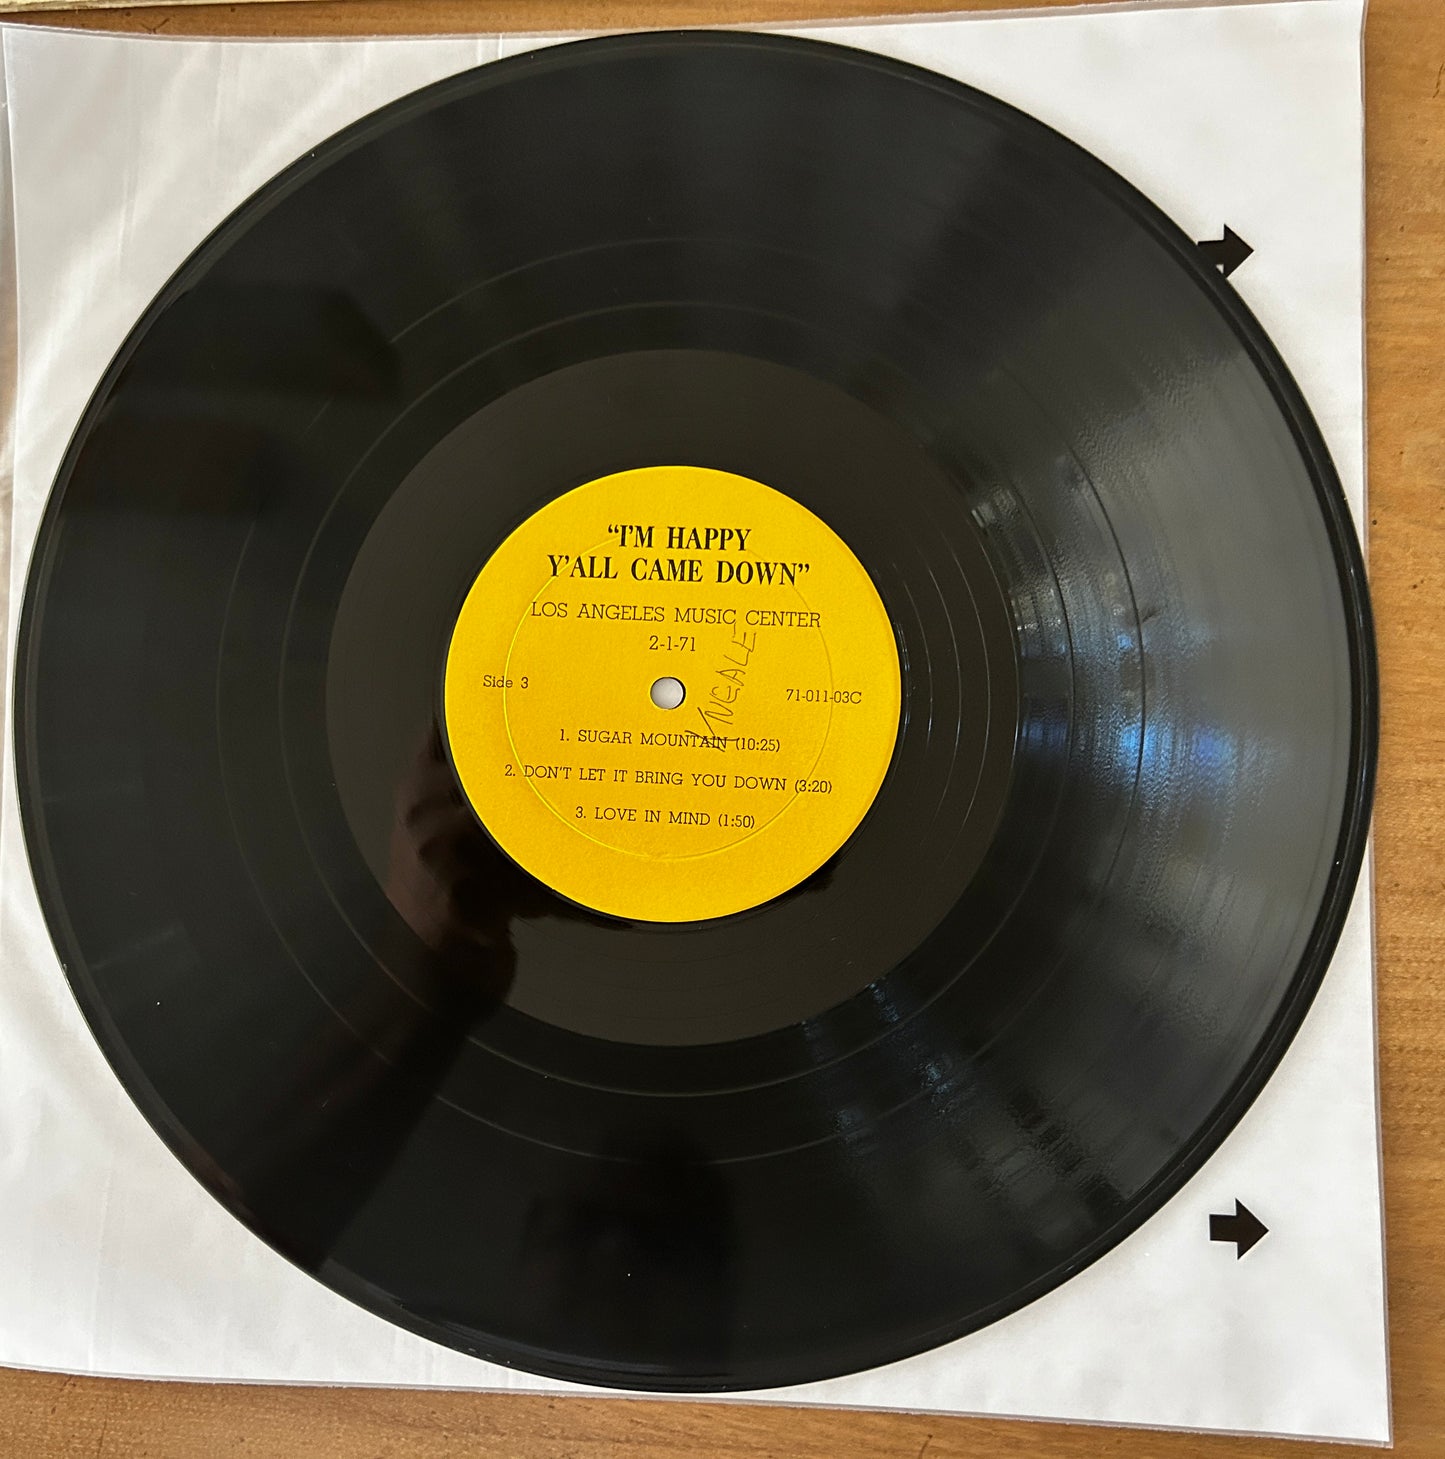 “I’M HAPPY
Y’ALL CAME DOWN”
LOS ANGELES MUSIC CENTER
2-1-71
Side 3
71-011-03C
1. SUGAR MOUNTAIN (10:25)
2. DON’T LET IT BRING YOU DOWN (3:20)
3. LOVE IN MIND (1:50)